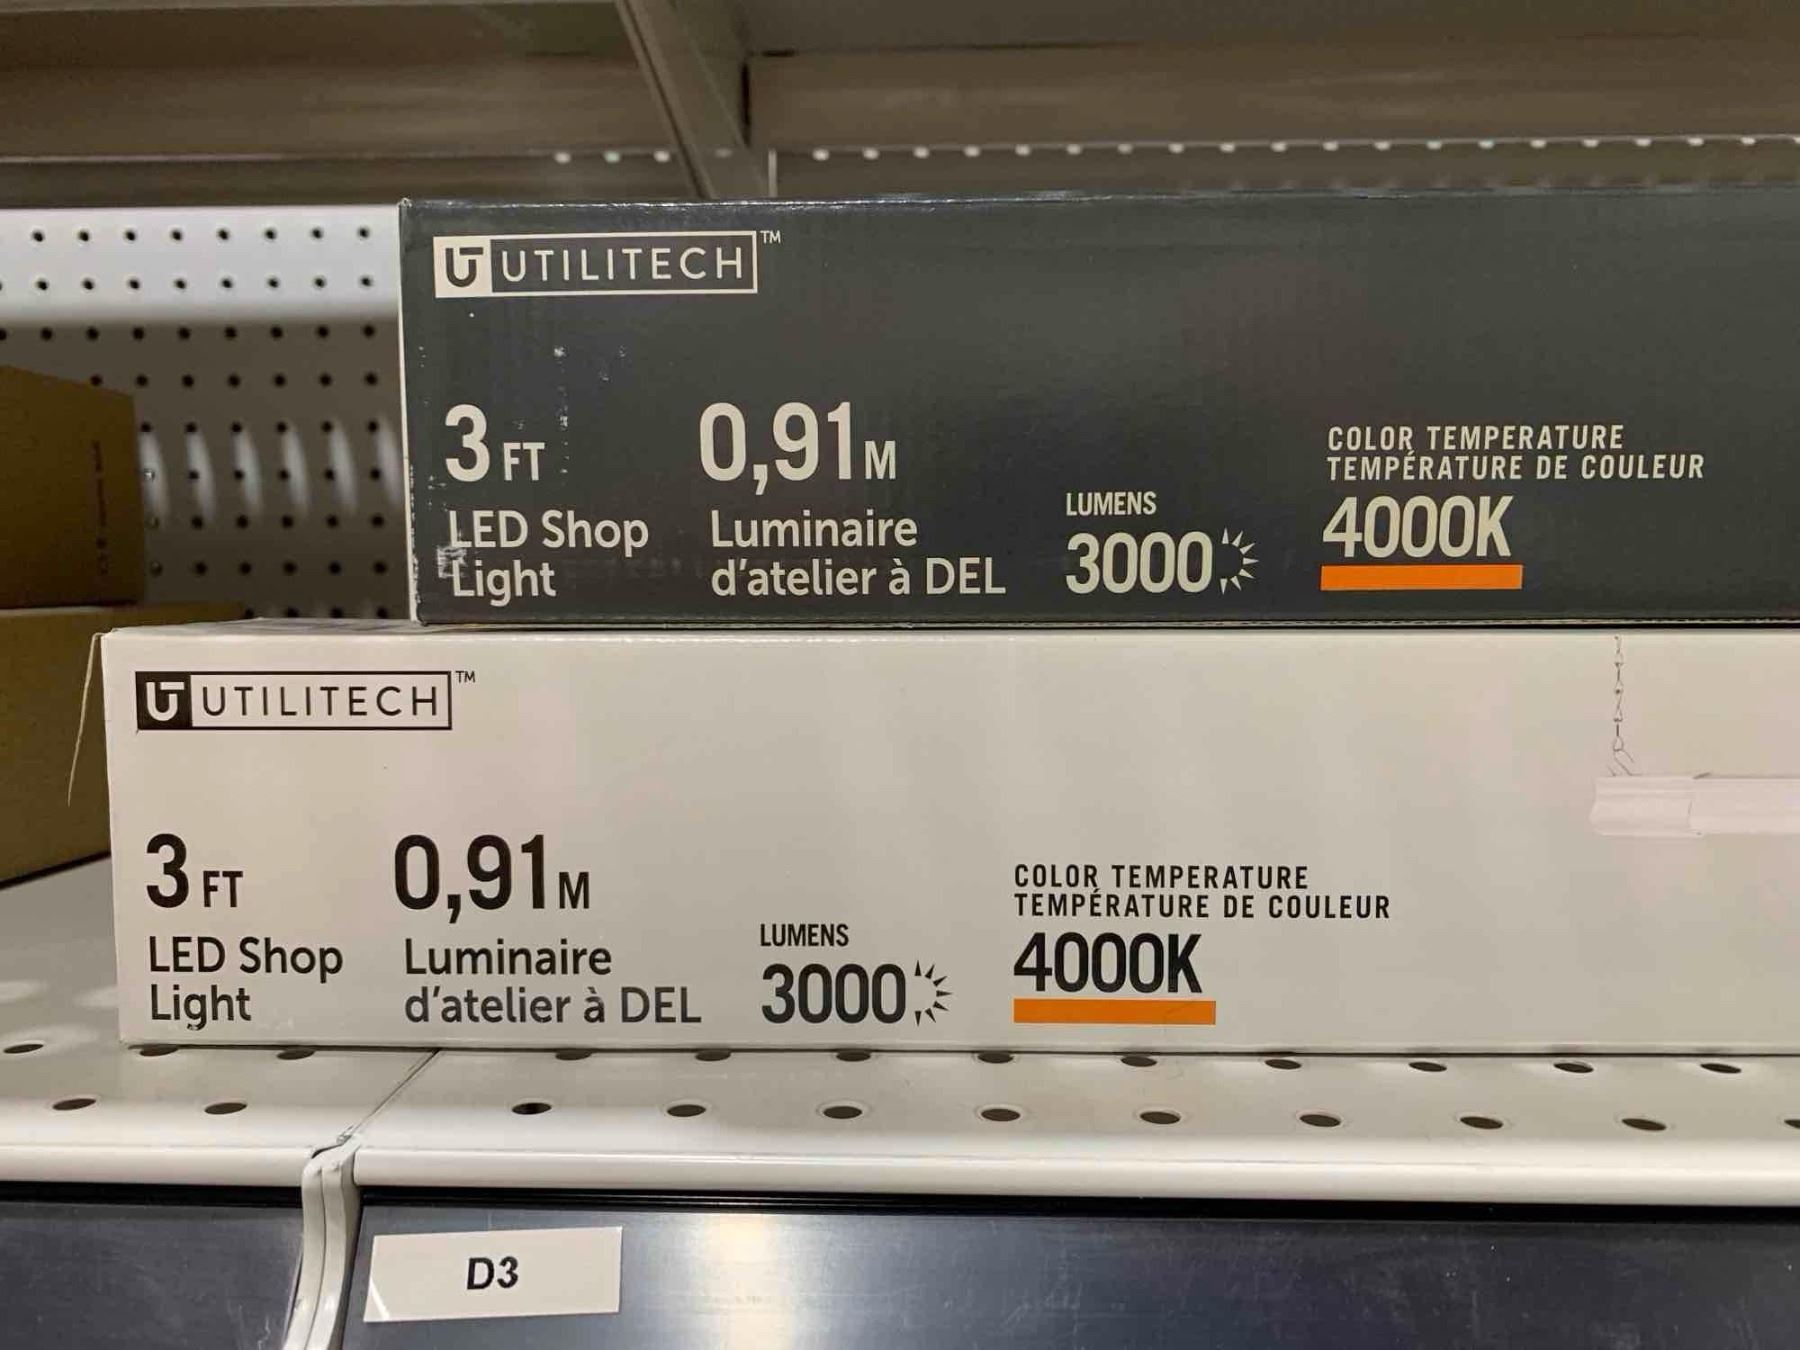 UTILITECH™
3 FT
LED Shop
Light
0,91 M
Luminaire
d'atelier à DEL
LUMENS
3000
COLOR TEMPERATURE
TEMPÉRATURE DE COULEUR
4000K
UTILITECH™
3 FT
LED Shop
Light
0,91 M
Luminaire
d'atelier à DEL
LUMENS
3000
COLOR TEMPERATURE
TEMPÉRATURE DE COULEUR
4000K
D3